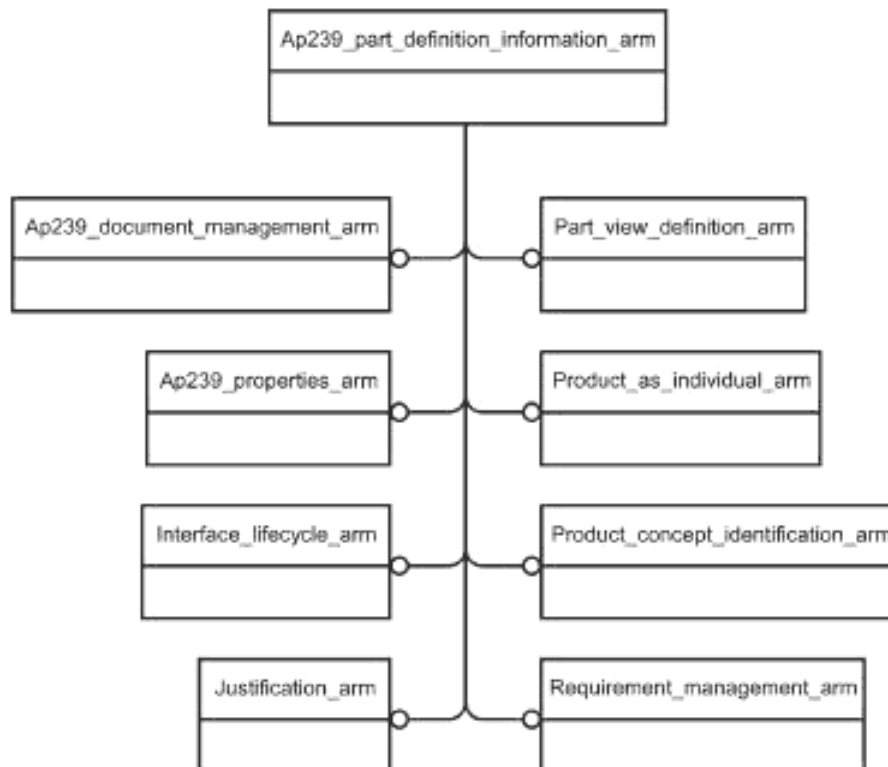 Ap239_part_definition_information_arm
Ap239_document_management_arm
Part_view_definition_arm
Ap239_properties_arm
Product_as_individual_arm
Interface_lifecycle_arm
Product_concept_identification_arm
Justification_arm
Requirement_management_arm